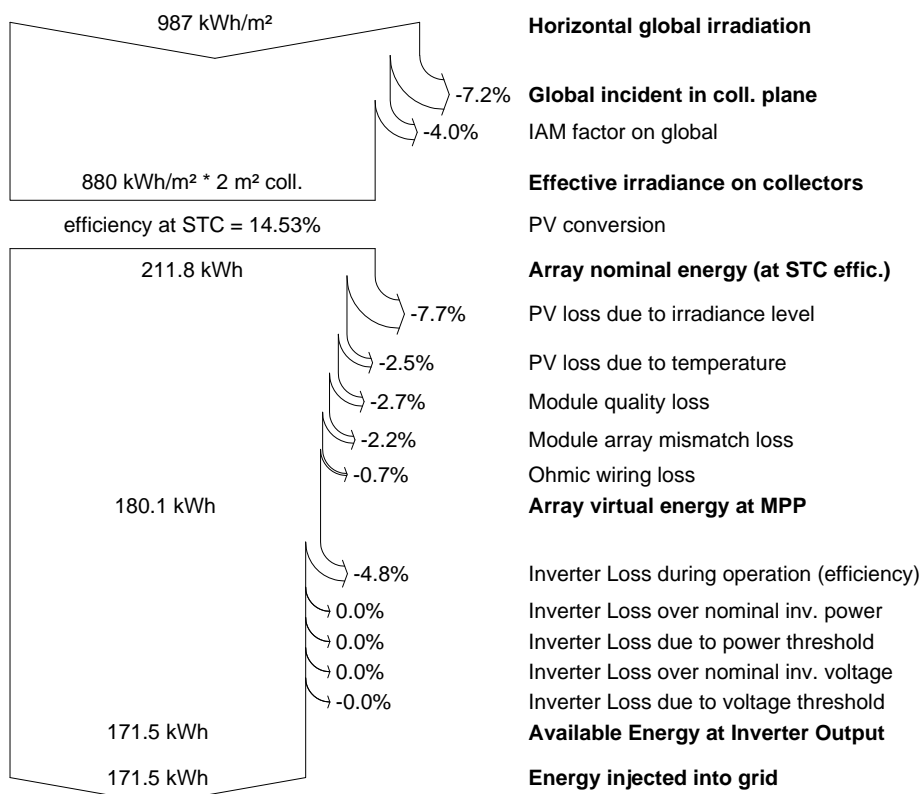 987 kWh/m² Horizontal global irradiation
-7.2% Global incident in coll. plane
-4.0% IAM factor on global
880 kWh/m² * 2 m² coll. Effective irradiance on collectors
efficiency at STC = 14.53% PV conversion
211.8 kWh Array nominal energy (at STC effic.)
-7.7% PV loss due to irradiance level
-2.5% PV loss due to temperature
-2.7% Module quality loss
-2.2% Module array mismatch loss
-0.7% Ohmic wiring loss
180.1 kWh Array virtual energy at MPP
-4.8% Inverter Loss during operation (efficiency)
0.0% Inverter Loss over nominal inv. power
0.0% Inverter Loss due to power threshold
0.0% Inverter Loss over nominal inv. voltage
-0.0% Inverter Loss due to voltage threshold
171.5 kWh Available Energy at Inverter Output
171.5 kWh Energy injected into grid